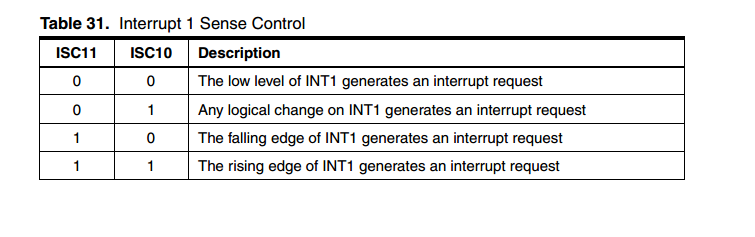 Table 31. Interrupt 1 Sense Control
ISC11 ISC10 Description
0 0 The low level of INT1 generates an interrupt request
0 1 Any logical change on INT1 generates an interrupt request
1 0 The falling edge of INT1 generates an interrupt request
1 1 The rising edge of INT1 generates an interrupt request